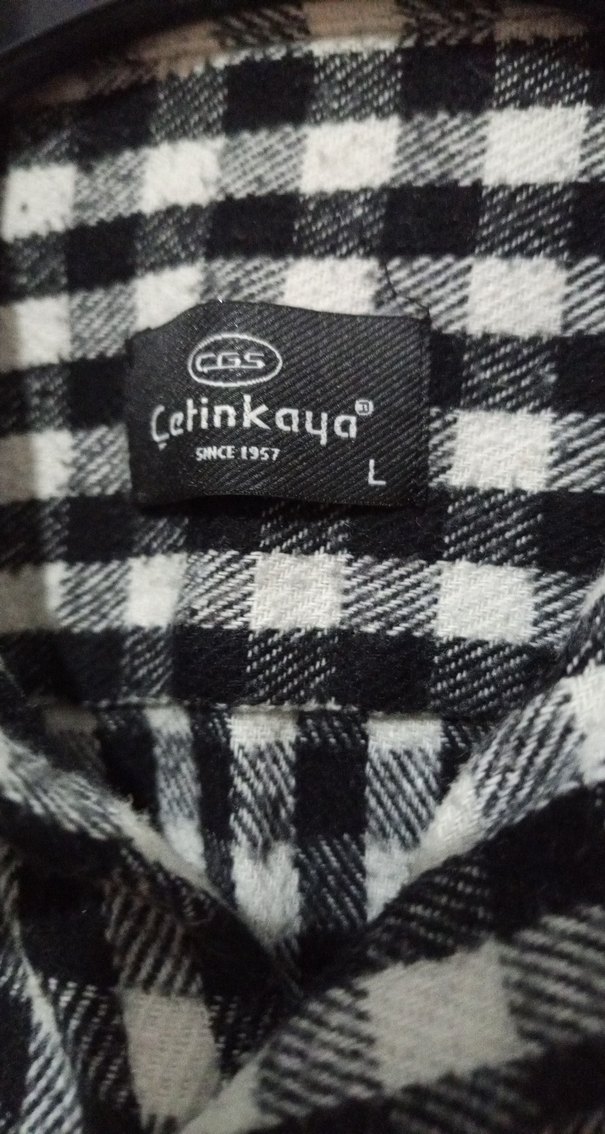 CGS
Çetinkaya®
SINCE 1957
L